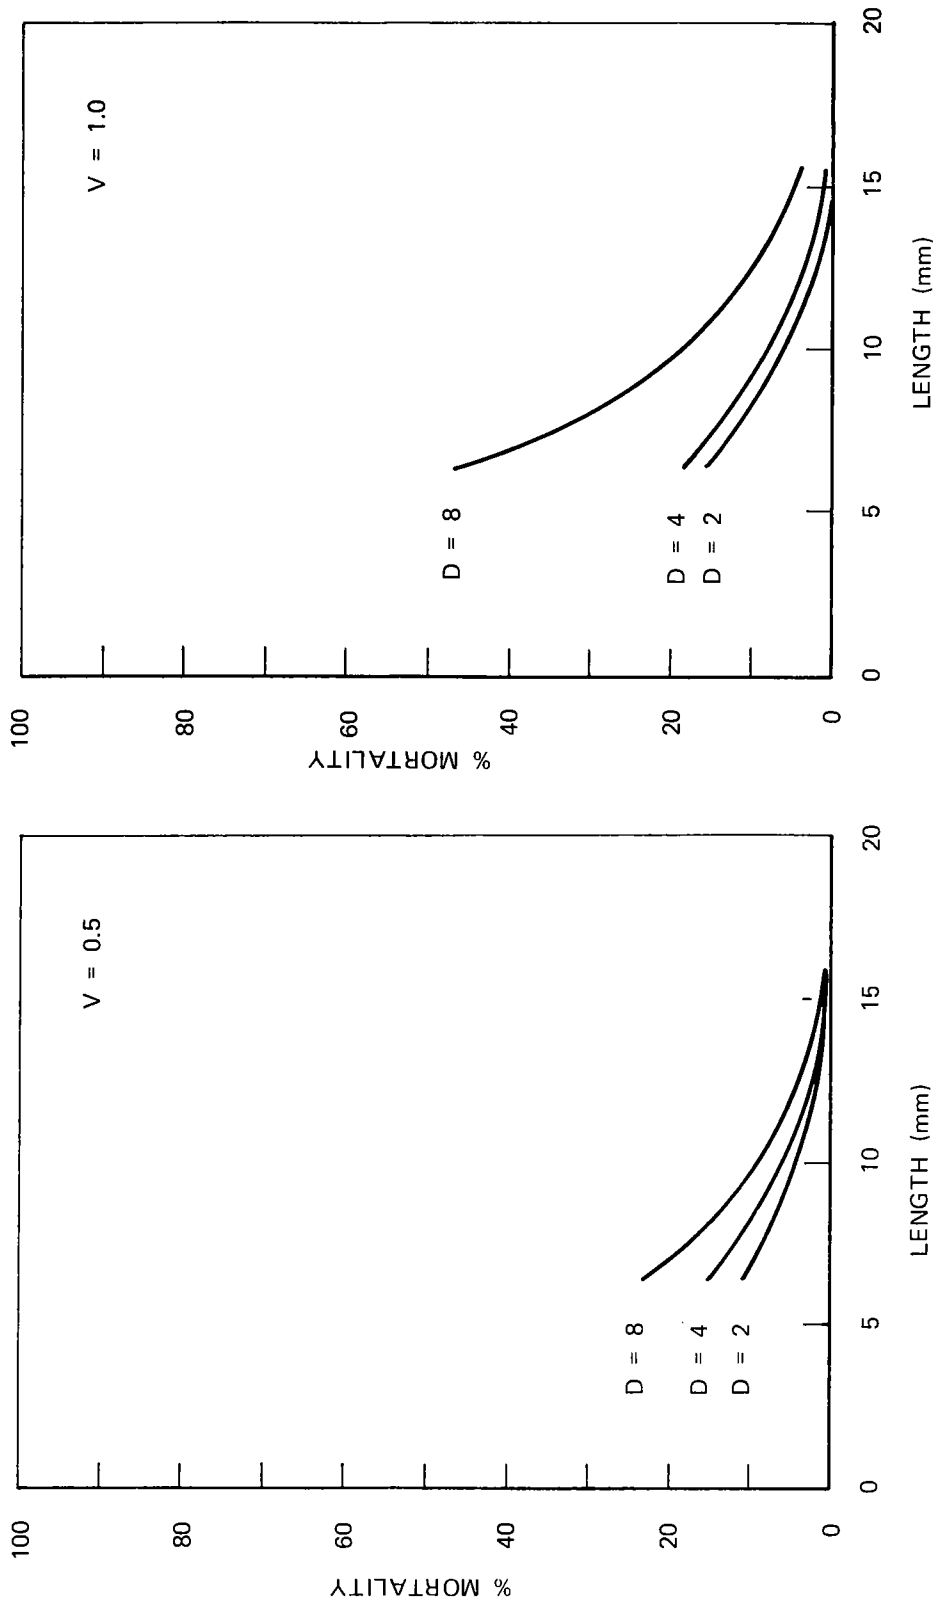 V = 0.5
% MORTALITY
100
80
60
40
20
0
D = 8
D = 4
D = 2
0
5
10
15
20
LENGTH (mm)
V = 1.0
% MORTALITY
100
80
60
40
20
0
D = 8
D = 4
D = 2
0
5
10
15
20
LENGTH (mm)